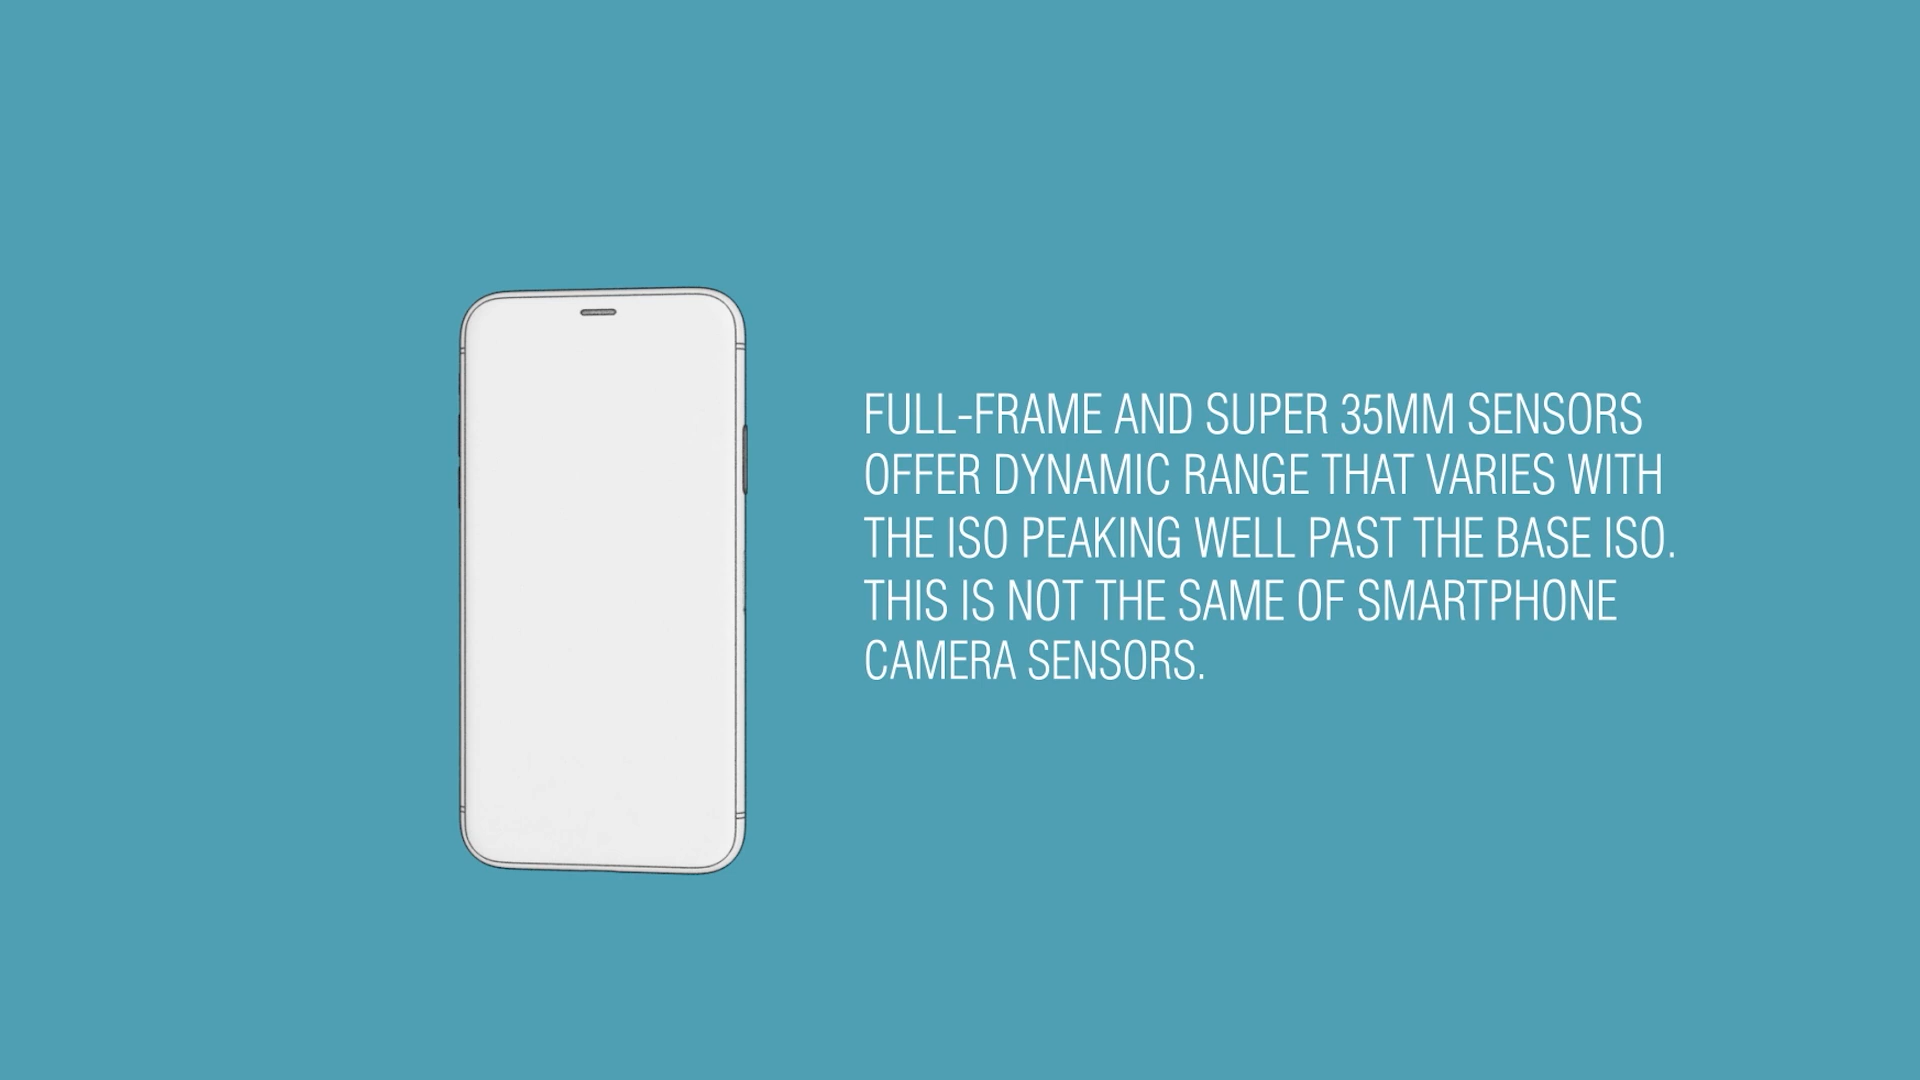 FULL-FRAME AND SUPER 35MM SENSORS
OFFER DYNAMIC RANGE THAT VARIES WITH
THE ISO PEAKING WELL PAST THE BASE ISO.
THIS IS NOT THE SAME OF SMARTPHONE
CAMERA SENSORS.